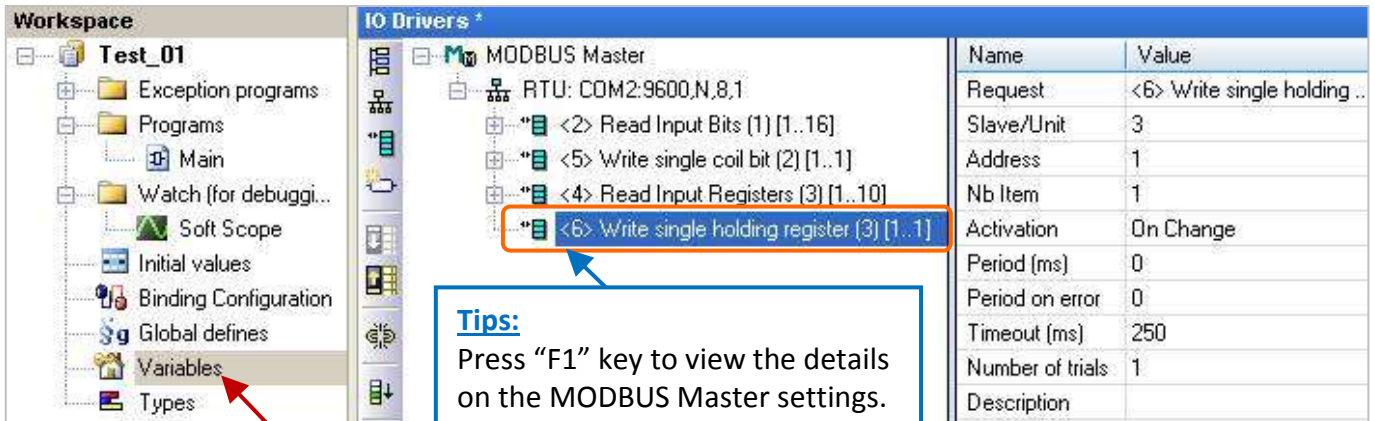 Workspace
Test_01
Exception programs
Programs
Main
Watch (for debuggi...
Soft Scope
Initial values
Binding Configuration
Global defines
Variables
Types
IO Drivers *
MODBUS Master
RTU: COM2:9600,N,8,1
<2> Read Input Bits (1) [1..16]
<5> Write single coil bit (2) [1..1]
<4> Read Input Registers (3) [1..10]
<6> Write single holding register (3) [1..1]
Tips:
Press “F1” key to view the details
on the MODBUS Master settings.
Name Value
Request <6> Write single holding ..
Slave/Unit 3
Address 1
Nb Item 1
Activation On Change
Period (ms) 0
Period on error 0
Timeout (ms) 250
Number of trials 1
Description